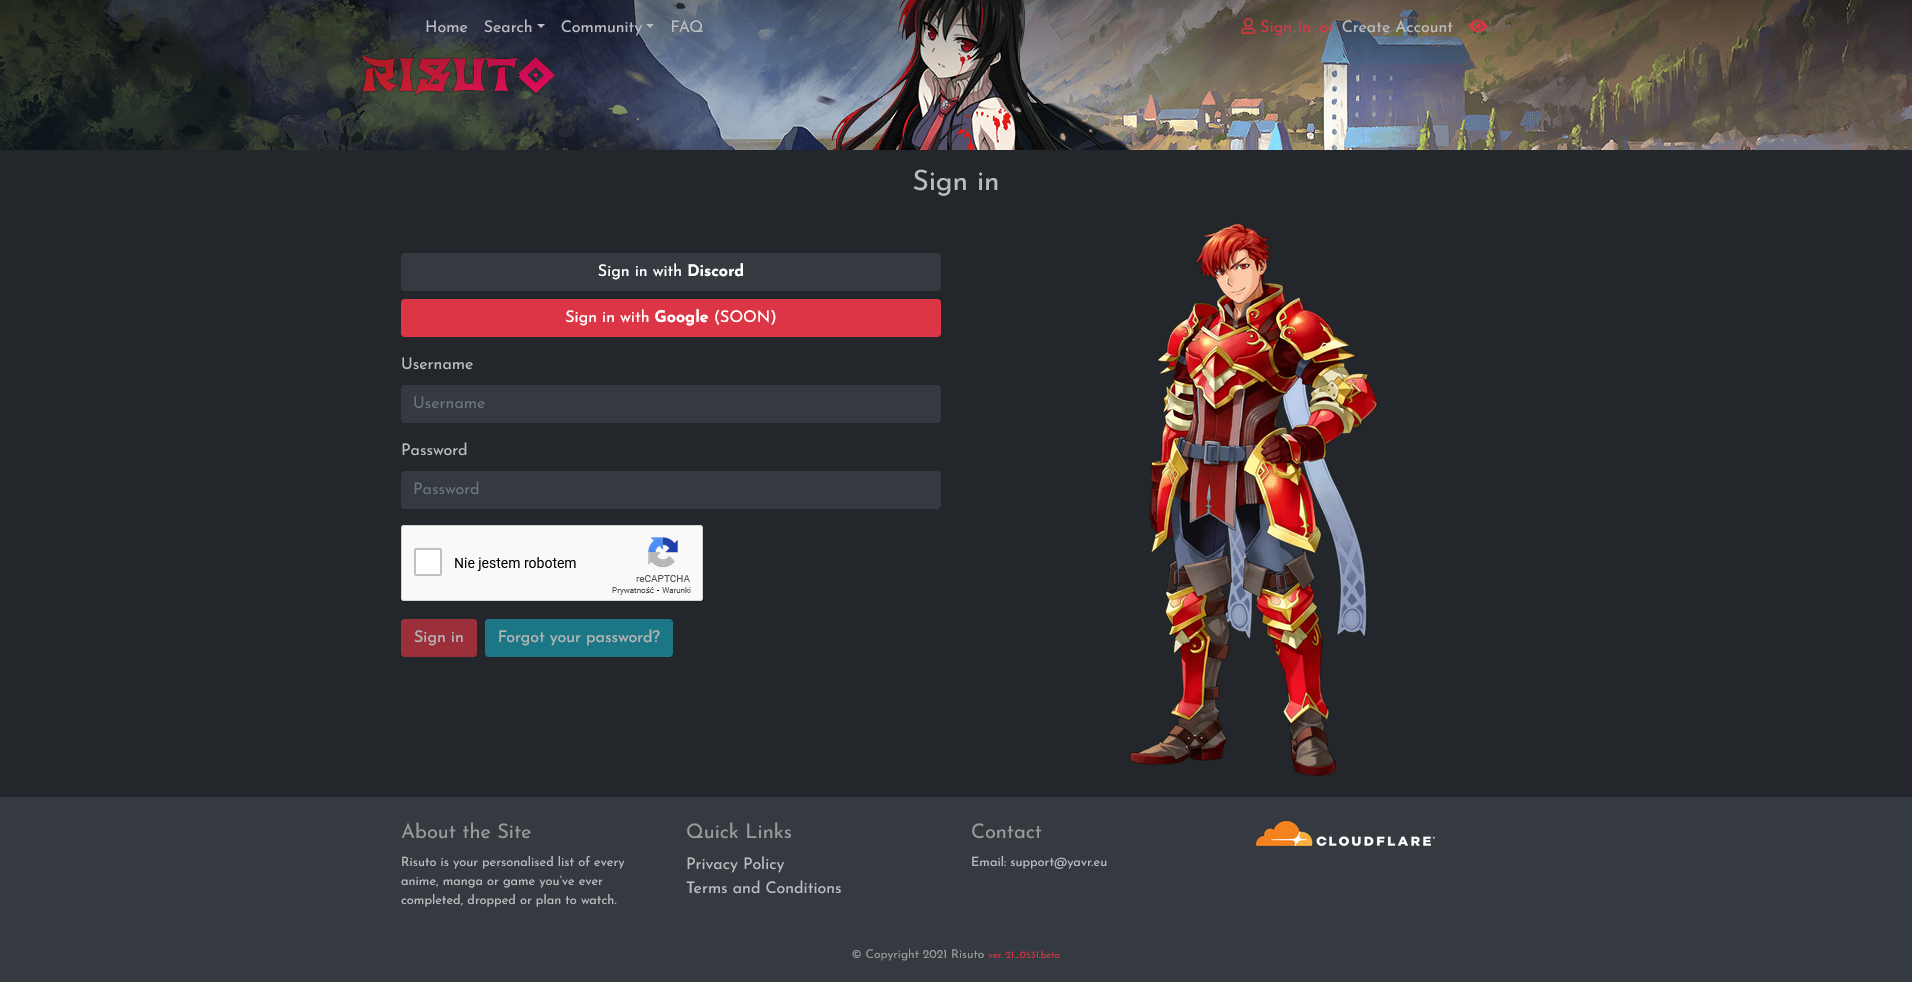 Home Search Community FAQ
Sign In or Create Account
RISUTO
Sign in
Sign in with Discord
Sign in with Google (SOON)
Username
Username
Password
Password
Nie jestem robotem
reCAPTCHA
Prywatność - Warunki
Sign in Forgot your password?
About the Site
Risuto is your personalised list of every
anime, manga or game you've ever
completed, dropped or plan to watch.
Quick Links
Privacy Policy
Terms and Conditions
Contact
Email: support@yavr.eu
CLOUDFLARE
© Copyright 2021 Risuto ver. 21_0531.beta